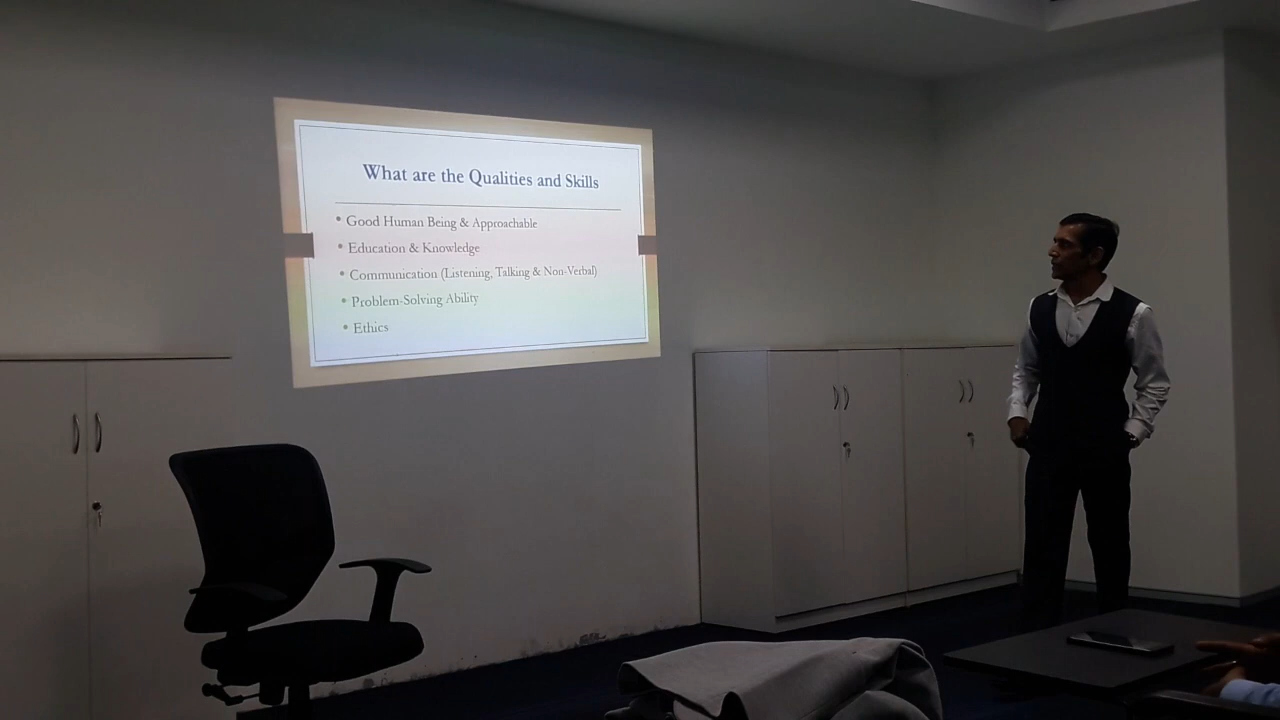 What are the Qualities and Skills
• Good Human Being & Approachable
• Education & Knowledge
• Communication (Listening, Talking & Non-Verbal)
• Problem-Solving Ability
• Ethics